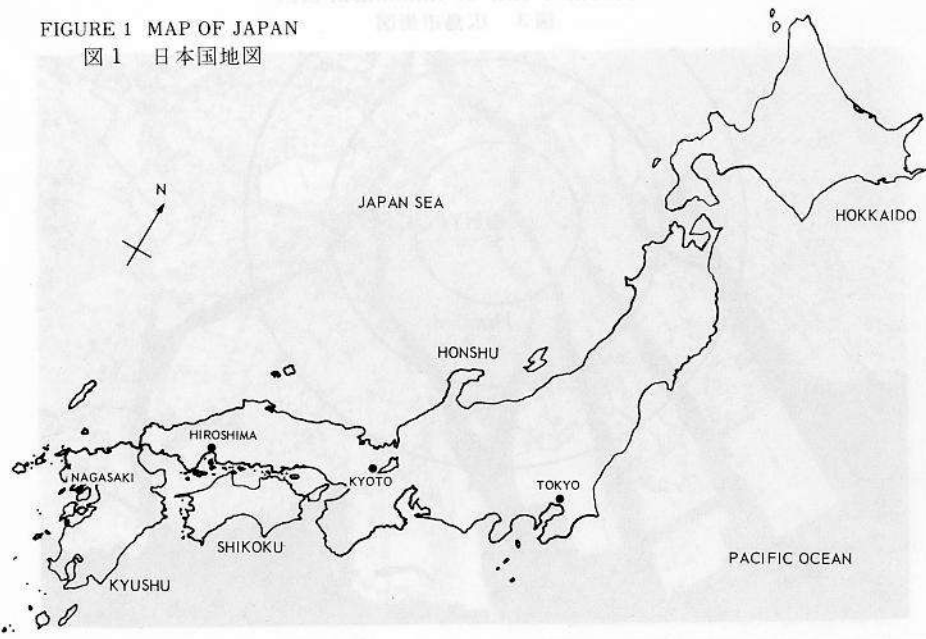 FIGURE 1 MAP OF JAPAN
図1 日本国地図
N
JAPAN SEA
HOKKAIDO
HONSHU
HIROSHIMA
NAGASAKI
KYOTO
TOKYO
SHIKOKU
KYUSHU
PACIFIC OCEAN